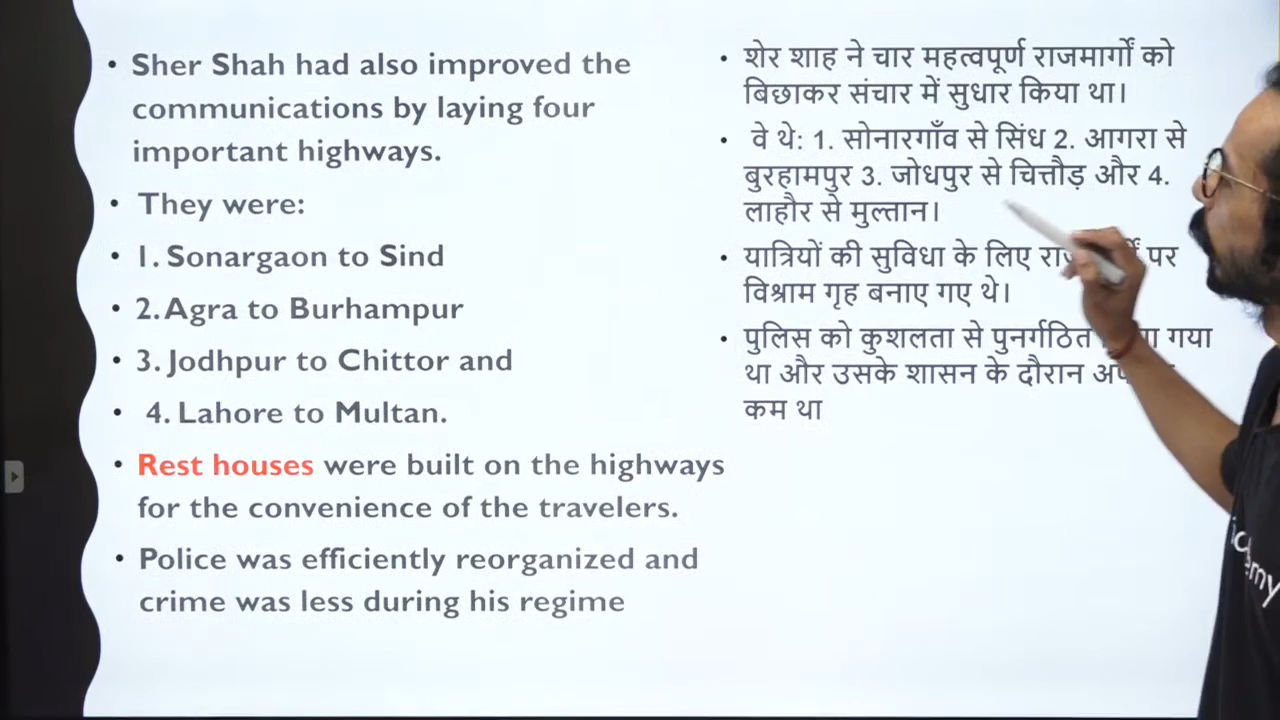 • Sher Shah had also improved the
communications by laying four
important highways.
• They were:
• 1. Sonargaon to Sind
• 2. Agra to Burhampur
• 3. Jodhpur to Chittor and
• 4. Lahore to Multan.
• Rest houses were built on the highways
for the convenience of the travelers.
• Police was efficiently reorganized and
crime was less during his regime
• शेर शाह ने चार महत्वपूर्ण राजमार्गों को
बिछाकर संचार में सुधार किया था।
• वे थे: 1. सोनारगाँव से सिंध 2. आगरा से
बुरहामपुर 3. जोधपुर से चित्तौड़ और 4.
लाहौर से मुल्तान।
• यात्रियों की सुविधा के लिए पर
विश्राम गृह बनाए गए थे।
• पुलिस को कुशलता से पुनर्गठित गया
था और उसके शासन के दौरान
कम था